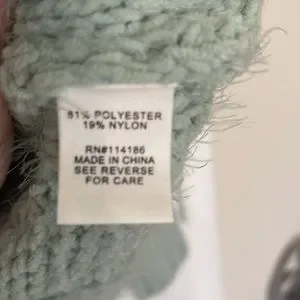 81% POLYESTER
19% NYLON
RN#114186
MADE IN CHINA
SEE REVERSE
FOR CARE